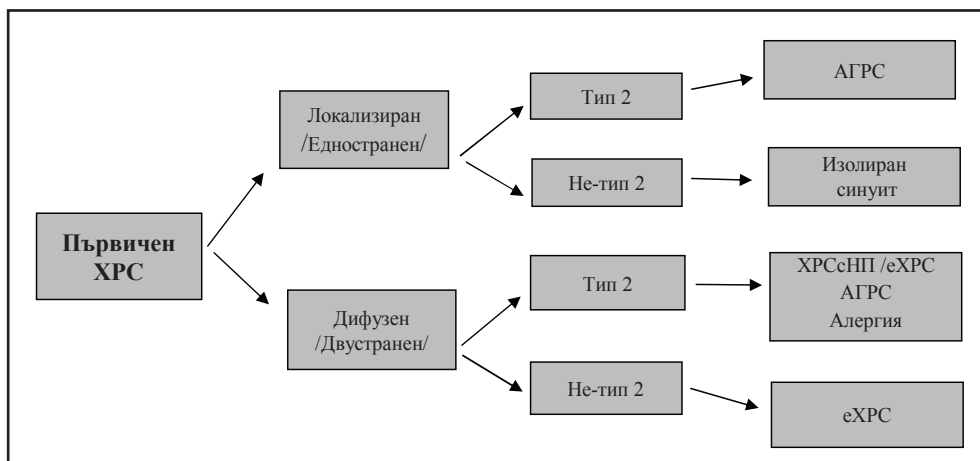 Първичен
ХРС
Локализиран
/Едностранен/
Дифузен
/Двустранен/
Тип 2
Не-тип 2
Тип 2
Не-тип 2
АГРС
Изолиран
синуит
ХРСсНП /еХРС
АГРС
Алергия
еХРС